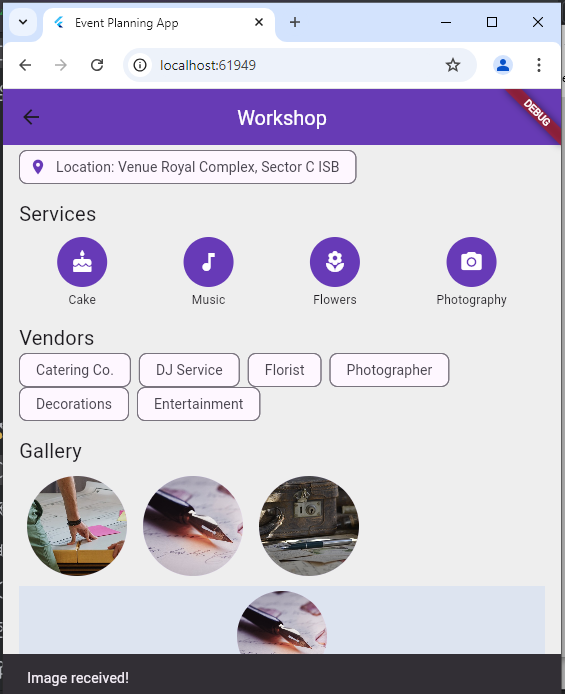 Event Planning App
localhost:61949
Workshop
DEBUG
Location: Venue Royal Complex, Sector C ISB
Services
Cake Music Flowers Photography
Vendors
Catering Co. DJ Service Florist Photographer
Decorations Entertainment
Gallery
Image received!